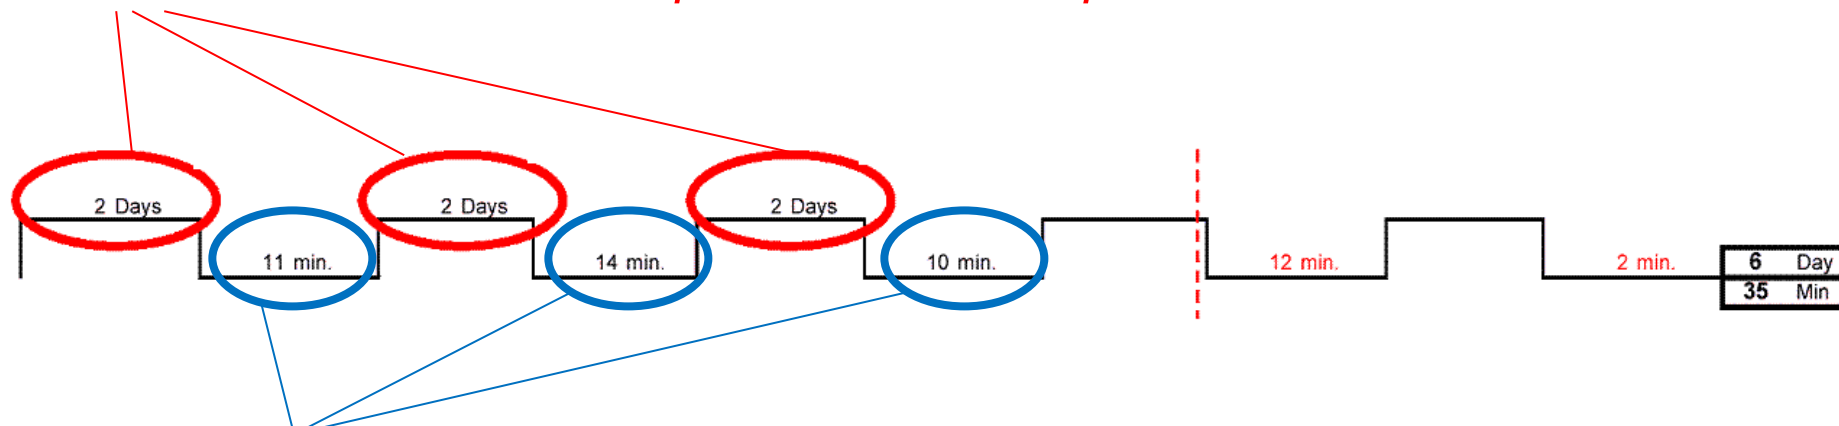 2 Days
2 Days
2 Days
11 min.
14 min.
10 min.
12 min.
2 min.
6 Day
35 Min